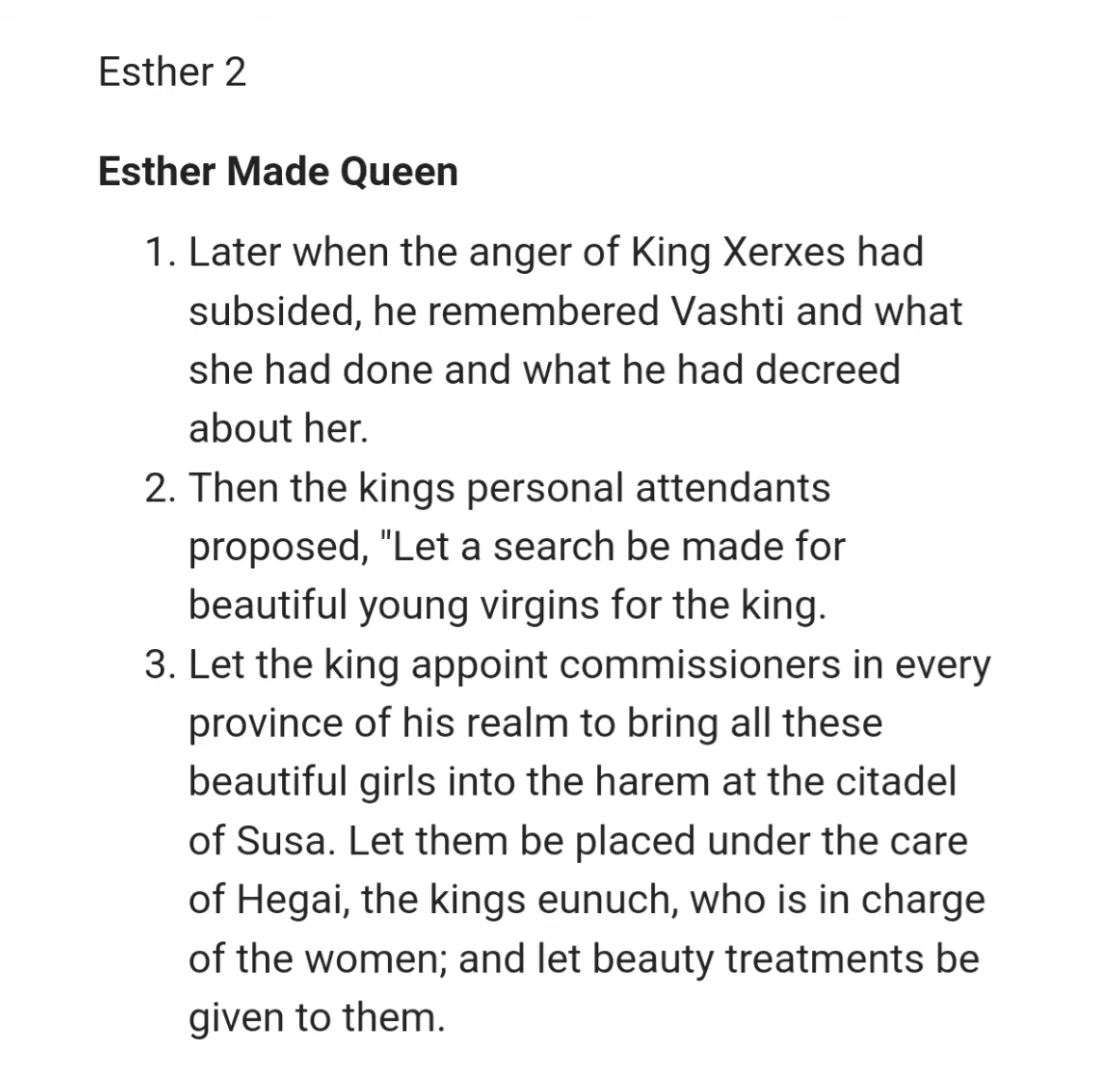 Esther 2
Esther Made Queen
1. Later when the anger of King Xerxes had
subsided, he remembered Vashti and what
she had done and what he had decreed
about her.
2. Then the kings personal attendants
proposed, "Let a search be made for
beautiful young virgins for the king.
3. Let the king appoint commissioners in every
province of his realm to bring all these
beautiful girls into the harem at the citadel
of Susa. Let them be placed under the care
of Hegai, the kings eunuch, who is in charge
of the women; and let beauty treatments be
given to them.